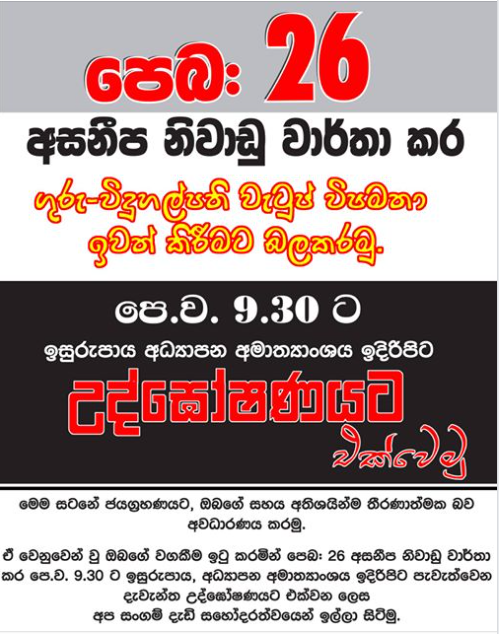 පෙබ: 26
අසනීප නිවාඩු වාර්තා කර
ගුරු-විදුහල්පති වැටුප් විෂමතා
ඉවත් කිරීමට බලකරමු.
පෙ.ව. 9.30 ට
ඉසුරුපාය අධ්‍යාපන අමාත්‍යාංශය ඉදිරිපිට
උද්ඝෝෂණයට
එක්වෙමු
මෙම සටනේ ජයග්‍රහණයට, ඔබගේ සහය අතිශයින්ම තීරණාත්මක බව
අවධාරණය කරමු.
ඒ වෙනුවෙන් වූ ඔබගේ වගකීම ඉටු කරමින් පෙබ: 26 අසනීප නිවාඩු වාර්තා
කර පෙ.ව. 9.30 ට ඉසුරුපාය, අධ්‍යාපන අමාත්‍යාංශය ඉදිරිපිට පැවැත්වෙන
දැවැන්ත උද්ඝෝෂණයට එක්වන ලෙස
අප සංගම් දැඩි සහෝදරත්වයෙන් ඉල්ලා සිටිමු.